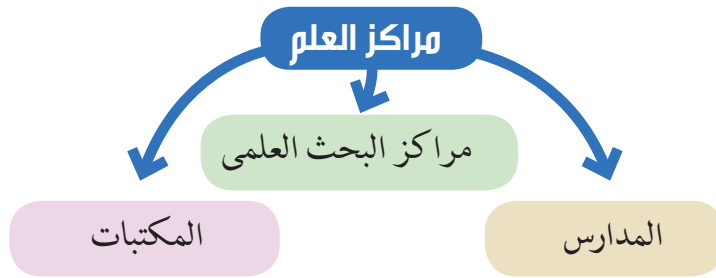 مراكز العلم
مراكز البحث العلمى
المدارس
المكتبات